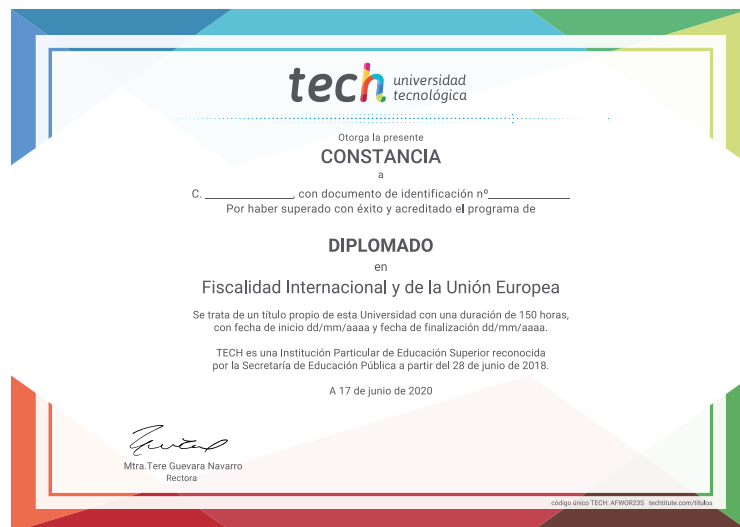 tech universidad
tecnológica
Otorga la presente
CONSTANCIA
a
C. ______________, con documento de identificación nº_____________
Por haber superado con éxito y acreditado el programa de
DIPLOMADO
en
Fiscalidad Internacional y de la Unión Europea
Se trata de un título propio de esta Universidad con una duración de 150 horas,
con fecha de inicio dd/mm/aaaa y fecha de finalización dd/mm/aaaa.
TECH es una Institución Particular de Educación Superior reconocida
por la Secretaría de Educación Pública a partir del 28 de junio de 2018.
A 17 de junio de 2020
Mtra.Tere Guevara Navarro
Rectora
código único TECH: AFWOR23S techtitute.com/titulos